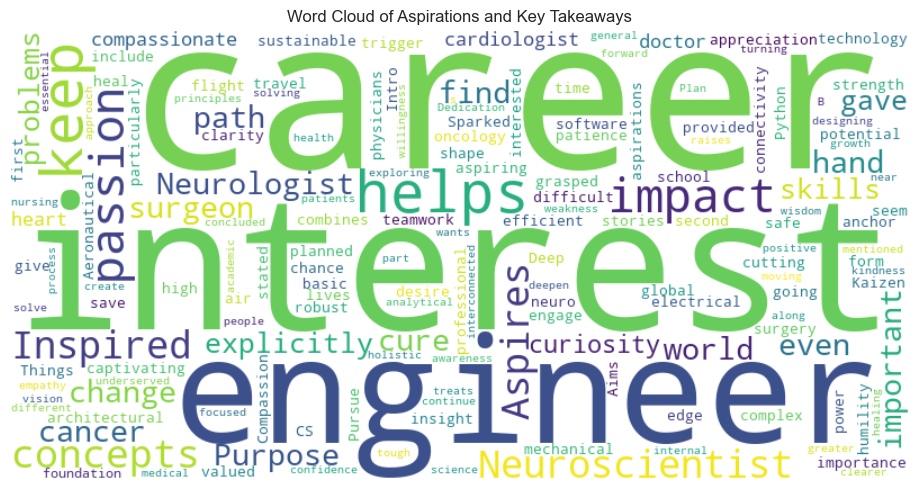 Word Cloud of Aspirations and Key Takeaways
compassionate sustainable trigger cardiologist general doctor appreciation technology
problems include keep career forward turning
essential healy flight travel find time strength
approach principles solving Intro Dedication Plan gave
path physicians Sparked software provided connectivity Python B designing
particularly clarity health willingness oncology interested patience aspirations potential
first passion shape raises hand growth
nursing Neurologist exploring aspiring grasped school near
patients helps difficult impact skills
heart surgeon concluded combines teamwork weakness efficient stories second safe wisdom anchor seem
Aeronautical interest wants
give process academic stated planned part professional interconnected Deep positive mentioned form kindness
create high chance basic desire deepen global cutting moving Kaizen
solve save air lives analytical neuro electrical going
people robust engage surgery along
Inspired explicitly cure Aspires curiosity world even important
Things captivating holistic awareness
underserved engineer treats Aims
empathy vision change Compassion Pursue continue healing
different architectural focused insight edge complex power humility
cancer CS mechanical greater
concepts Purpose tough internal importance
foundation medical valued confidence science Neuroscientist clearer